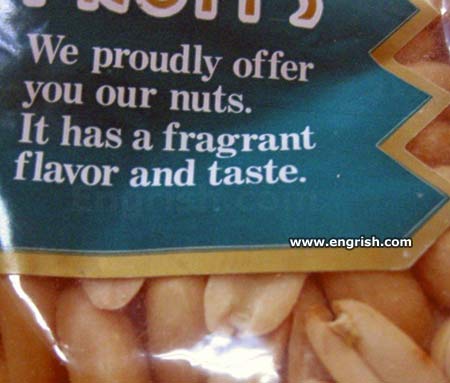 We proudly offer
you our nuts.
It has a fragrant
flavor and taste.
www.engrish.com